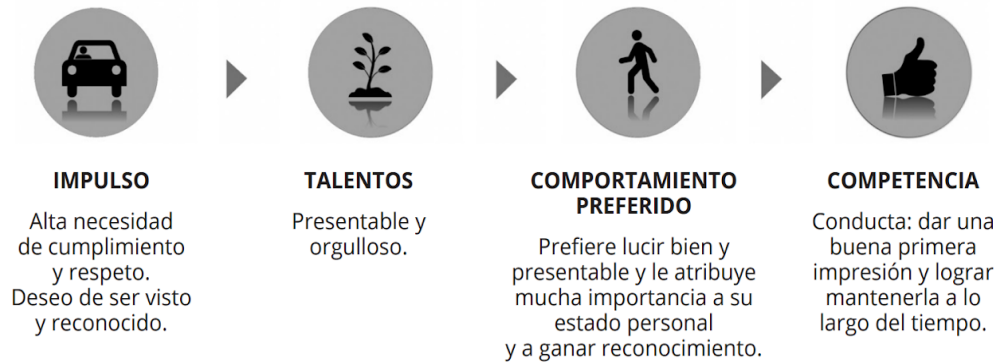 IMPULSO
Alta necesidad
de cumplimiento
y respeto.
Deseo de ser visto
y reconocido.
TALENTOS
Presentable y
orgulloso.
COMPORTAMIENTO
PREFERIDO
Prefiere lucir bien y
presentable y le atribuye
mucha importancia a su
estado personal
y a ganar reconocimiento.
COMPETENCIA
Conducta: dar una
buena primera
impresión y lograr
mantenerla a lo
largo del tiempo.